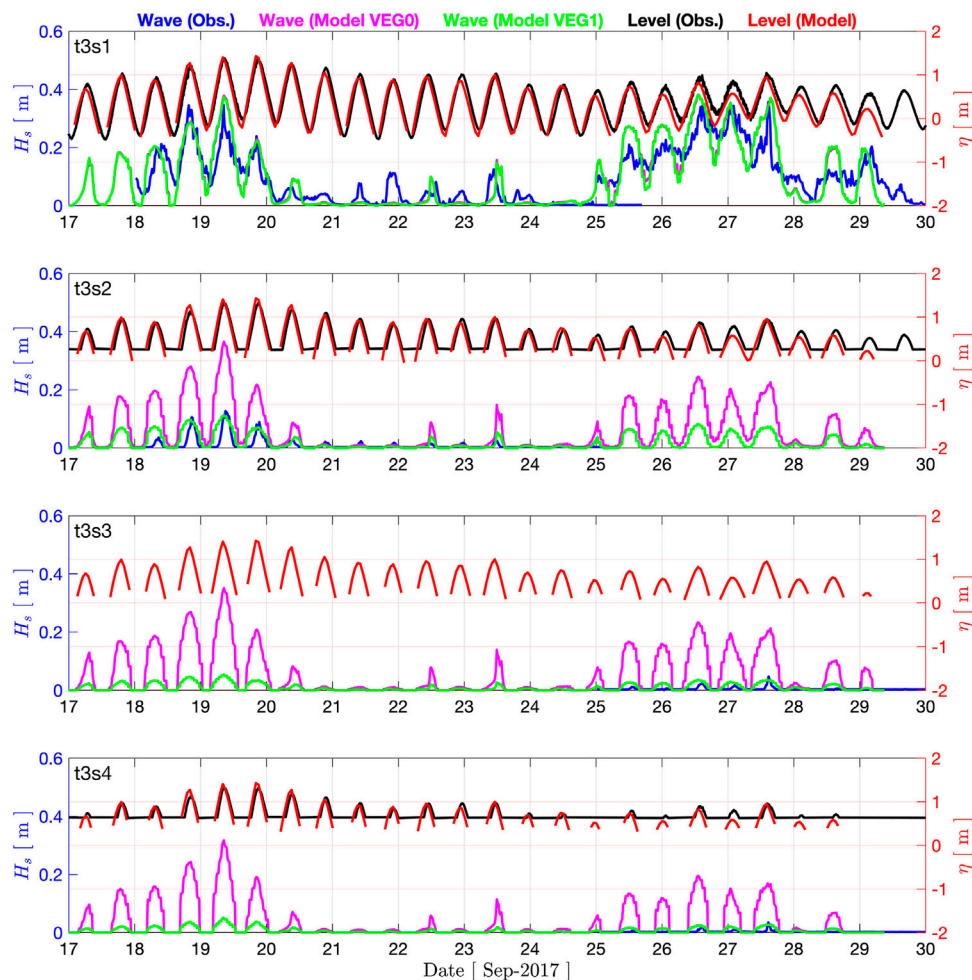 Wave (Obs.) Wave (Model VEG0) Wave (Model VEG1) Level (Obs.) Level (Model)
t3s1
0.6 0.4 0.2 0
H_s [ m ]
2 1 0 -1 -2
η [ m ]
17 18 19 20 21 22 23 24 25 26 27 28 29 30
t3s2
0.6 0.4 0.2 0
H_s [ m ]
2 1 0 -1 -2
η [ m ]
17 18 19 20 21 22 23 24 25 26 27 28 29 30
t3s3
0.6 0.4 0.2 0
H_s [ m ]
2 1 0 -1 -2
η [ m ]
17 18 19 20 21 22 23 24 25 26 27 28 29 30
t3s4
0.6 0.4 0.2 0
H_s [ m ]
2 1 0 -1 -2
η [ m ]
17 18 19 20 21 22 23 24 25 26 27 28 29 30
Date [ Sep-2017 ]